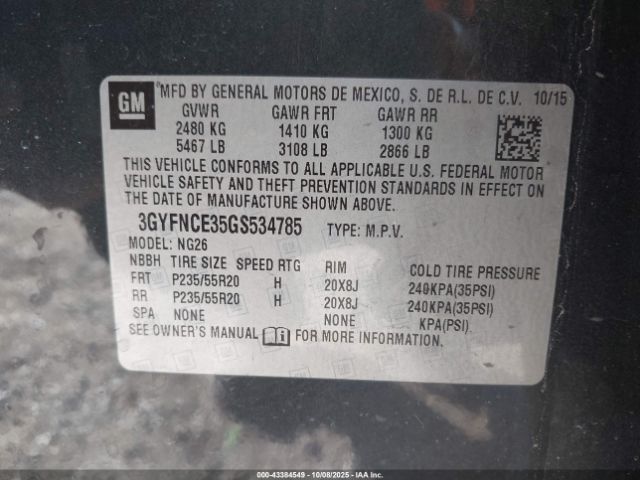 GM
MFD BY GENERAL MOTORS DE MEXICO, S. DE R.L. DE C.V. 10/15
GVWR GAWR FRT GAWR RR
2480 KG 1410 KG 1300 KG
5467 LB 3108 LB 2866 LB
THIS VEHICLE CONFORMS TO ALL APPLICABLE U.S. FEDERAL MOTOR
VEHICLE SAFETY AND THEFT PREVENTION STANDARDS IN EFFECT ON
THE DATE OF MANUFACTURE SHOWN ABOVE.
3GYFNCE35GS534785 TYPE: M.P.V.
MODEL: NG26
NBBH TIRE SIZE SPEED RTG RIM COLD TIRE PRESSURE
FRT P235/55R20 H 20X8J 240KPA(35PSI)
RR P235/55R20 H 20X8J 240KPA(35PSI)
SPA NONE NONE KPA(PSI)
SEE OWNER'S MANUAL i FOR MORE INFORMATION.
000-43384549 | 10/08/2025 | IAA Inc.